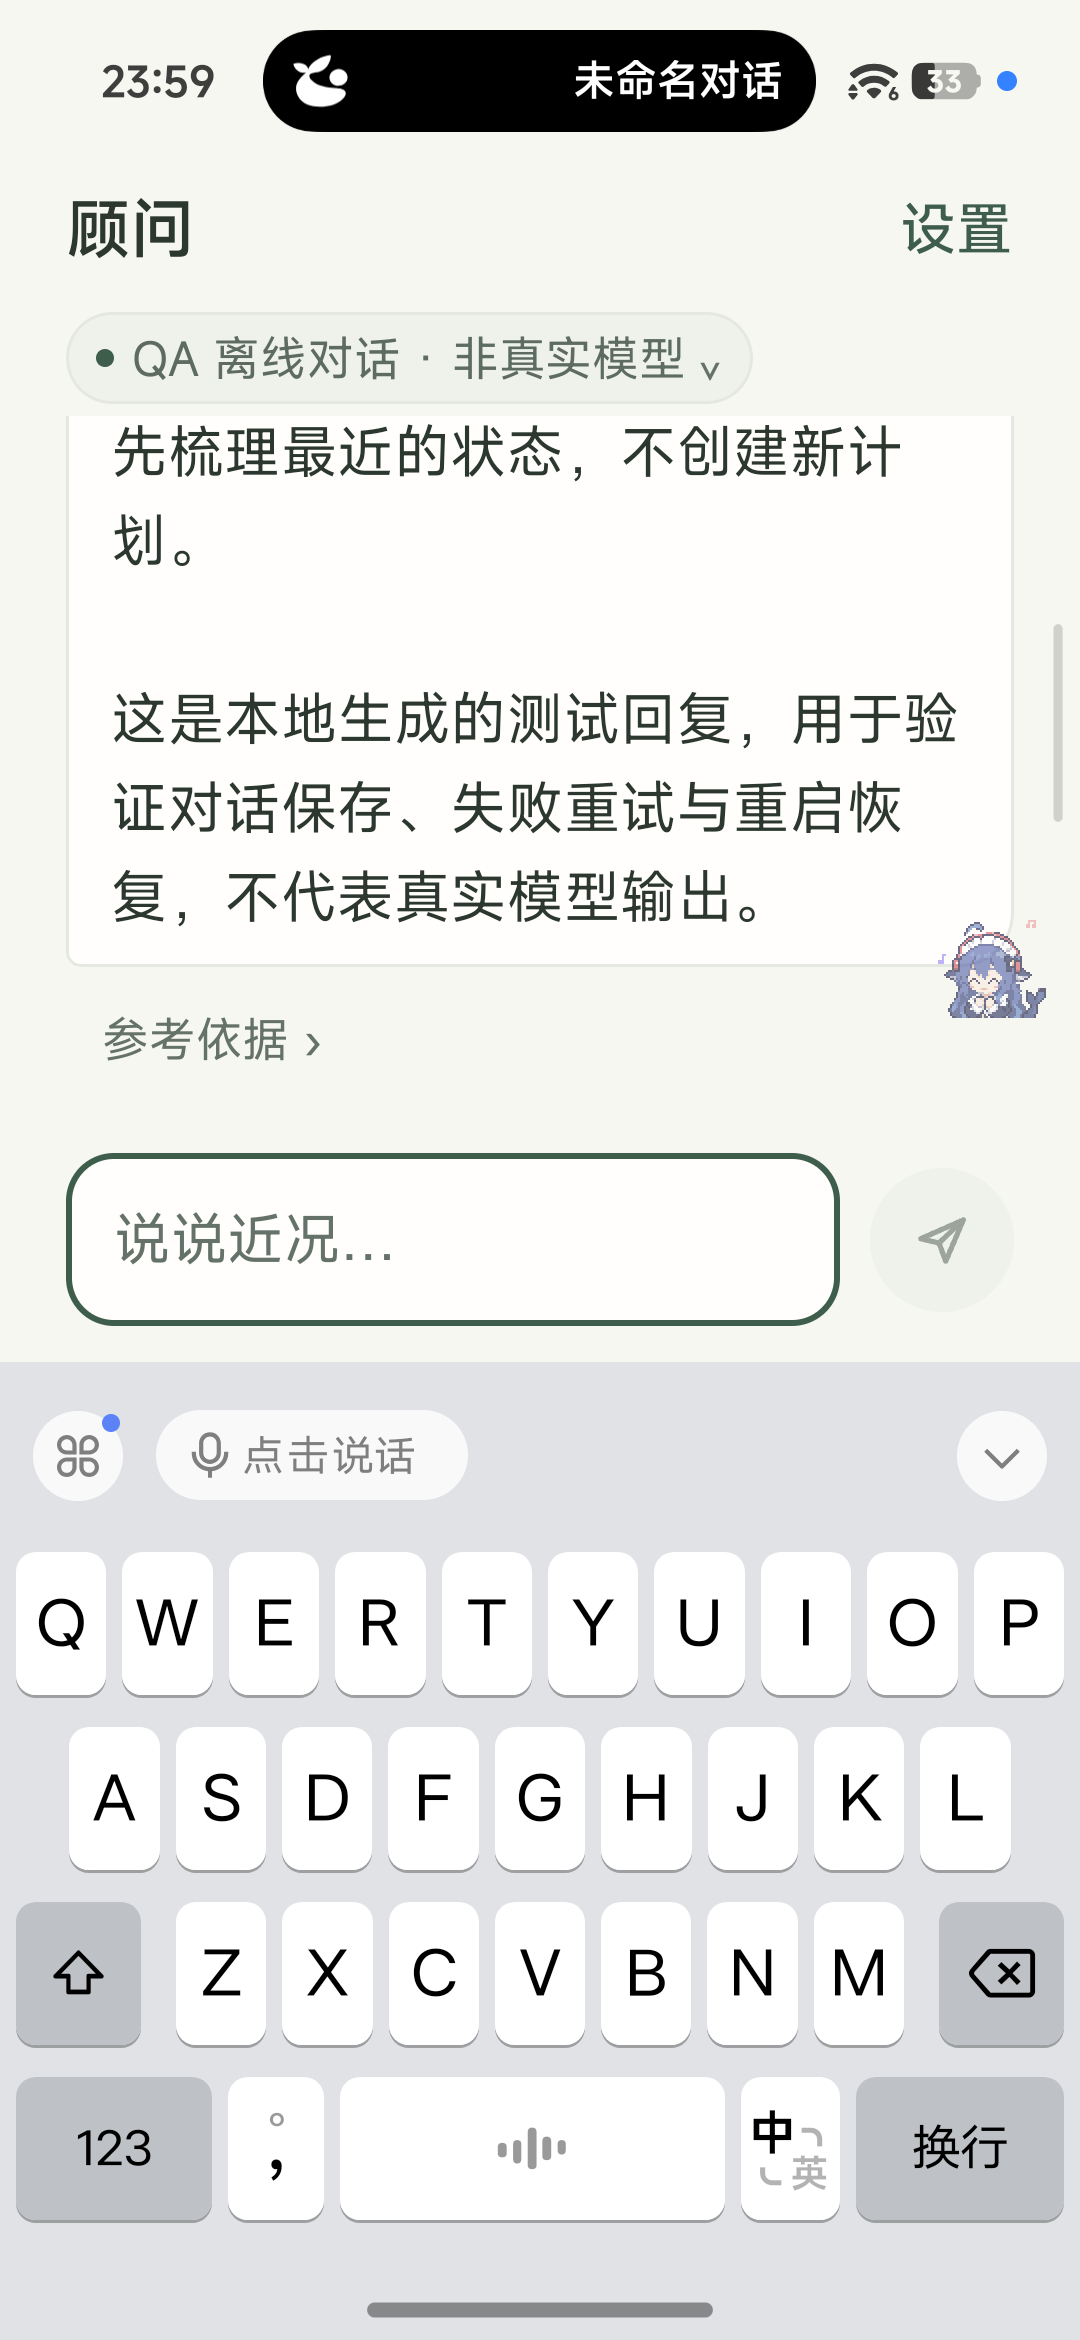 23:59
未命名对话
6
33
顾问
设置
QA 离线对话 · 非真实模型
先梳理最近的状态，不创建新计
划。
这是本地生成的测试回复，用于验
证对话保存、失败重试与重启恢
复，不代表真实模型输出。
参考依据 ›
说说近况...
点击说话
Q W E R T Y U I O P
A S D F G H J K L
Z X C V B N M
123
。
，
中
英
换行